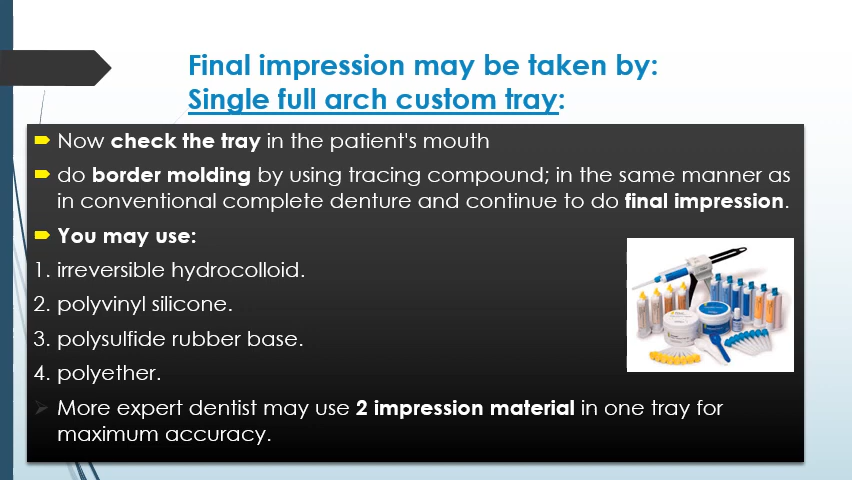 Final impression may be taken by:
Single full arch custom tray:
Now check the tray in the patient's mouth
do border molding by using tracing compound; in the same manner as
in conventional complete denture and continue to do final impression.
You may use:
1. irreversible hydrocolloid.
2. polyvinyl silicone.
3. polysulfide rubber base.
4. polyether.
More expert dentist may use 2 impression material in one tray for
maximum accuracy.